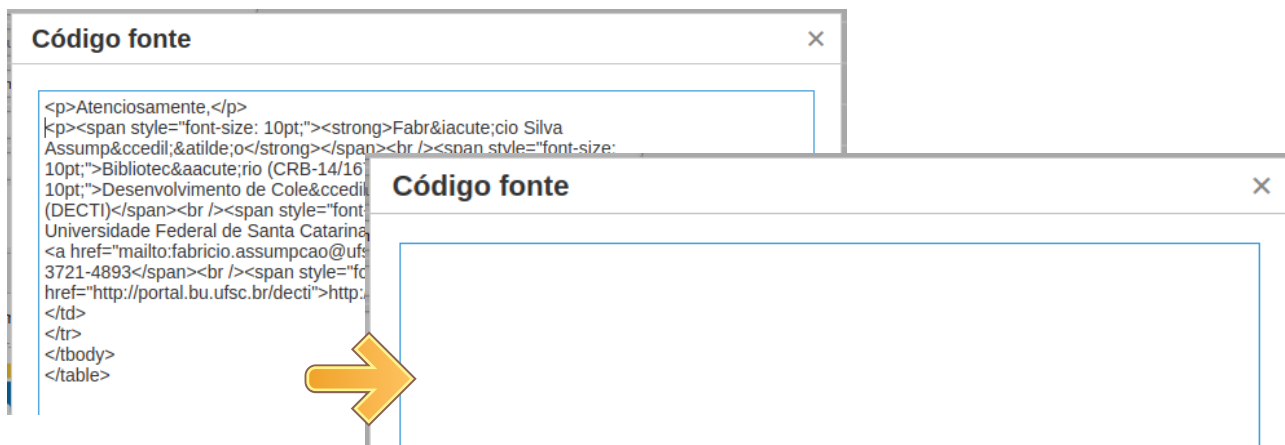 Código fonte
<p>Atenciosamente,</p>
<p><span style="font-size: 10pt;"><strong>Fabr&iacute;cio Silva
Assump&ccedil;&atilde;o</strong></span><br /><span style="font-size:
10pt;">Bibliotec&aacute;rio (CRB-14/16
10pt;">Desenvolvimento de Cole&ccedil
(DECTI)</span><br /><span style="font
Universidade Federal de Santa Catarina
<a href="mailto:fabricio.assumpcao@ufs
3721-4893</span><br /><span style="fo
href="http://portal.bu.ufsc.br/decti">http:
</td>
</tr>
</tbody>
</table>
Código fonte